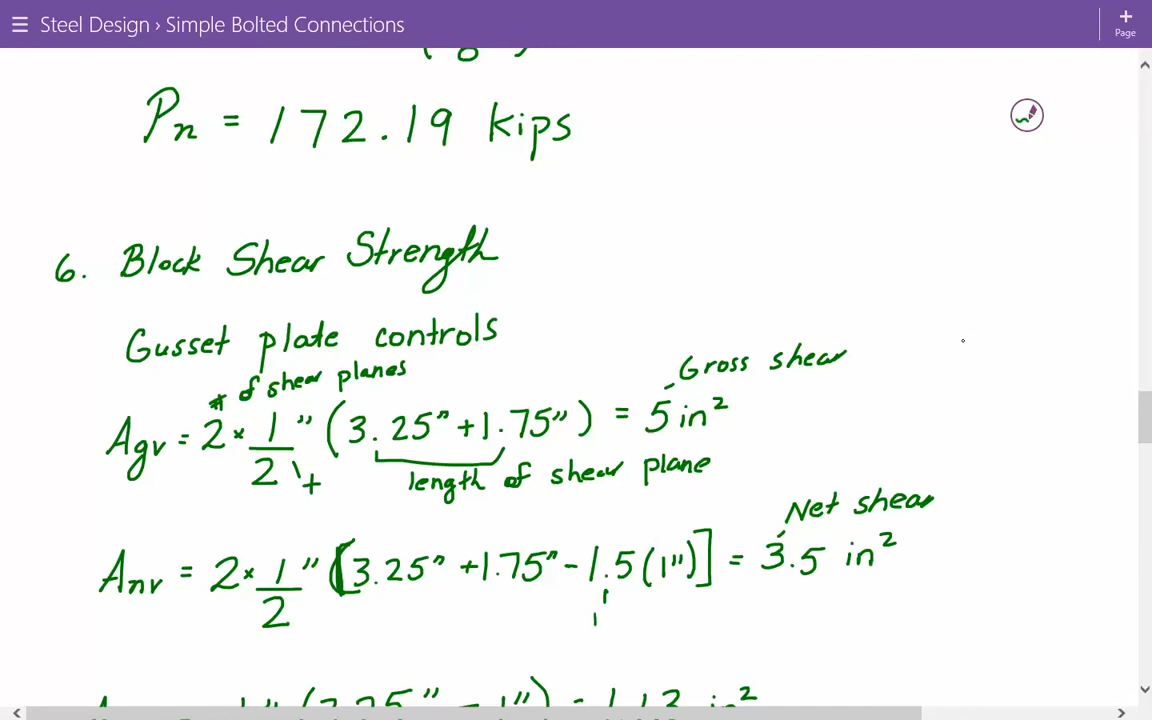 Steel Design › Simple Bolted Connections
Page
Pn = 172.19 kips
6. Block Shear Strength
Gusset plate controls
# of shear planes
Gross shear
Agv = 2 × 1/2" (3.25" + 1.75") = 5 in²
t
length of shear plane
Net shear
Anv = 2 × 1/2" [3.25" + 1.75" - 1.5 (1")] = 3.5 in²